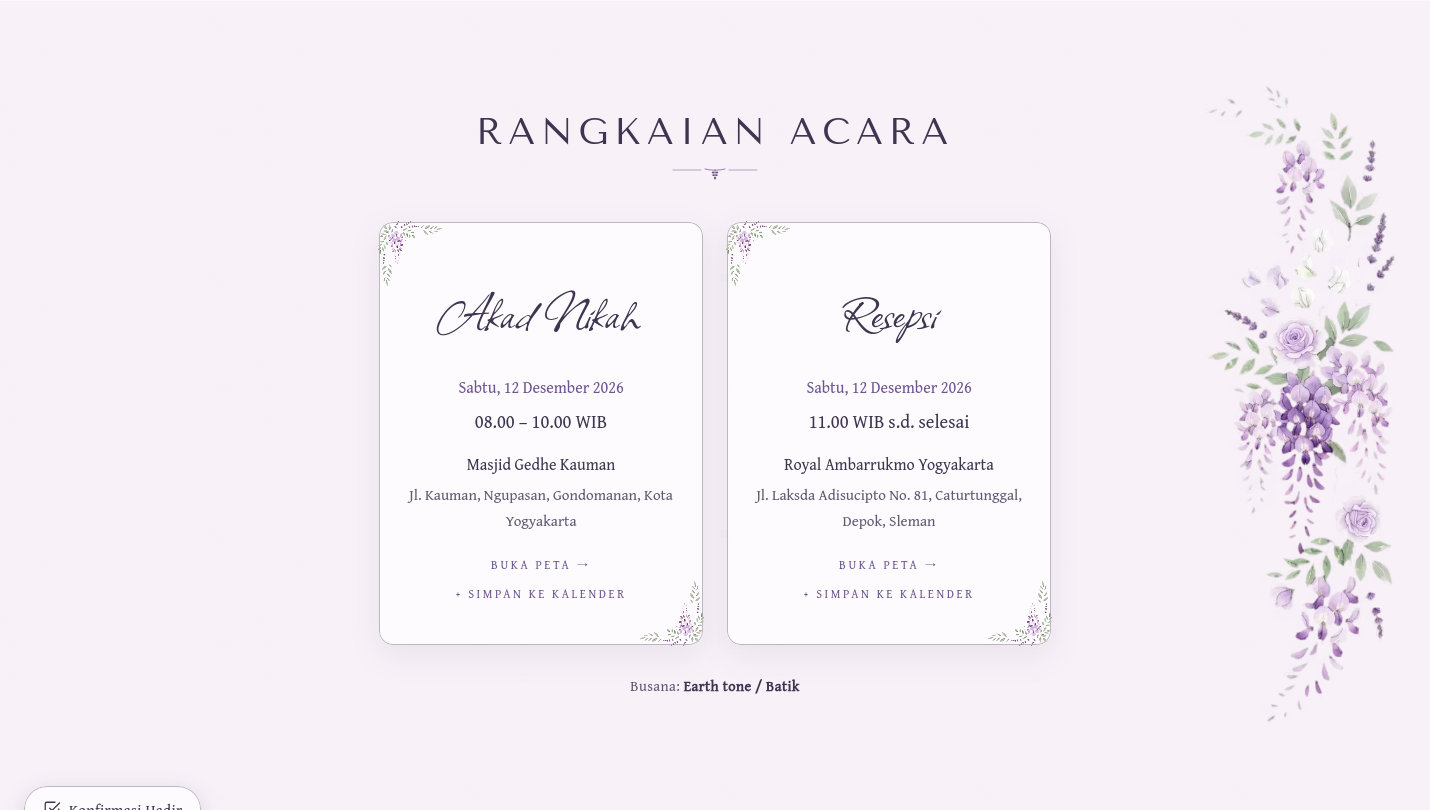 RANGKAIAN ACARA
Akad Nikah
Sabtu, 12 Desember 2026
08.00 – 10.00 WIB
Masjid Gedhe Kauman
Jl. Kauman, Ngupasan, Gondomanan, Kota
Yogyakarta
BUKA PETA →
+ SIMPAN KE KALENDER
Resepsi
Sabtu, 12 Desember 2026
11.00 WIB s.d. selesai
Royal Ambarrukmo Yogyakarta
Jl. Laksda Adisucipto No. 81, Caturtunggal,
Depok, Sleman
BUKA PETA →
+ SIMPAN KE KALENDER
Busana: Earth tone / Batik
Konfirmasi Hadir